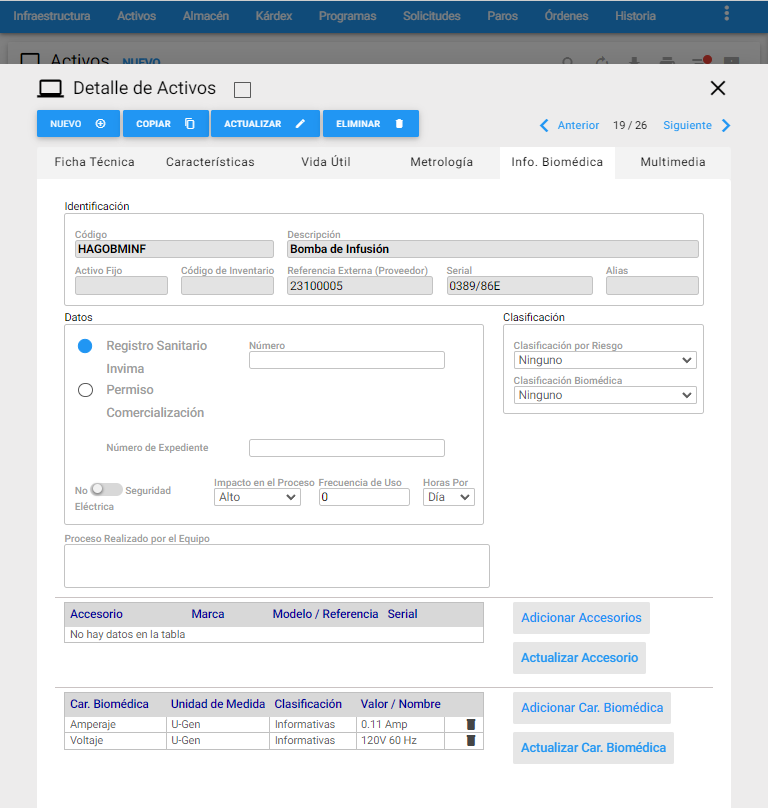 Infraestructura Activos Almacén Kárdex Programas Solicitudes Paros Órdenes Historia
Activos NUEVO
Detalle de Activos
NUEVO COPIAR ACTUALIZAR ELIMINAR
Anterior 19 / 26 Siguiente
Ficha Técnica Características Vida Útil Metrología Info. Biomédica Multimedia
Identificación
Código Descripción
HAGOBMINF Bomba de Infusión
Activo Fijo Código de Inventario Referencia Externa (Proveedor) Serial Alias
23100005 0389/86E
Datos Clasificación
Registro Sanitario Invima
Número
Permiso Comercialización
Número de Expediente
Clasificación por Riesgo
Ninguno
Clasificación Biomédica
Ninguno
No Seguridad Eléctrica
Impacto en el Proceso Frecuencia de Uso Horas Por
Alto 0 Día
Proceso Realizado por el Equipo
Accesorio Marca Modelo / Referencia Serial
No hay datos en la tabla
Adicionar Accesorios
Actualizar Accesorio
Car. Biomédica Unidad de Medida Clasificación Valor / Nombre
Amperaje U-Gen Informativas 0.11 Amp
Voltaje U-Gen Informativas 120V 60 Hz
Adicionar Car. Biomédica
Actualizar Car. Biomédica